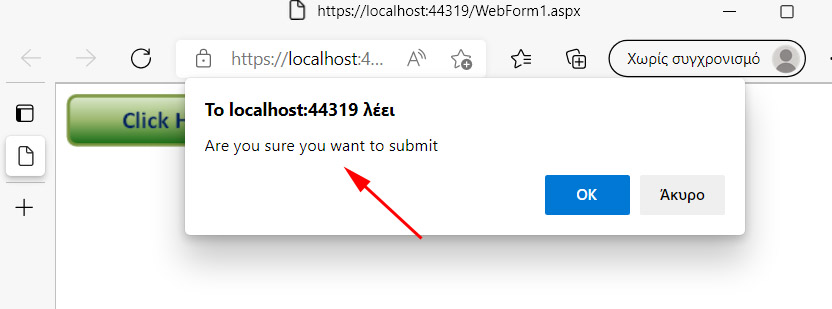 https://localhost:44319/WebForm1.aspx
https://localhost:4...
Χωρίς συγχρονισμό
Click
Το localhost:44319 λέει
Are you sure you want to submit
OK
Άκυρο